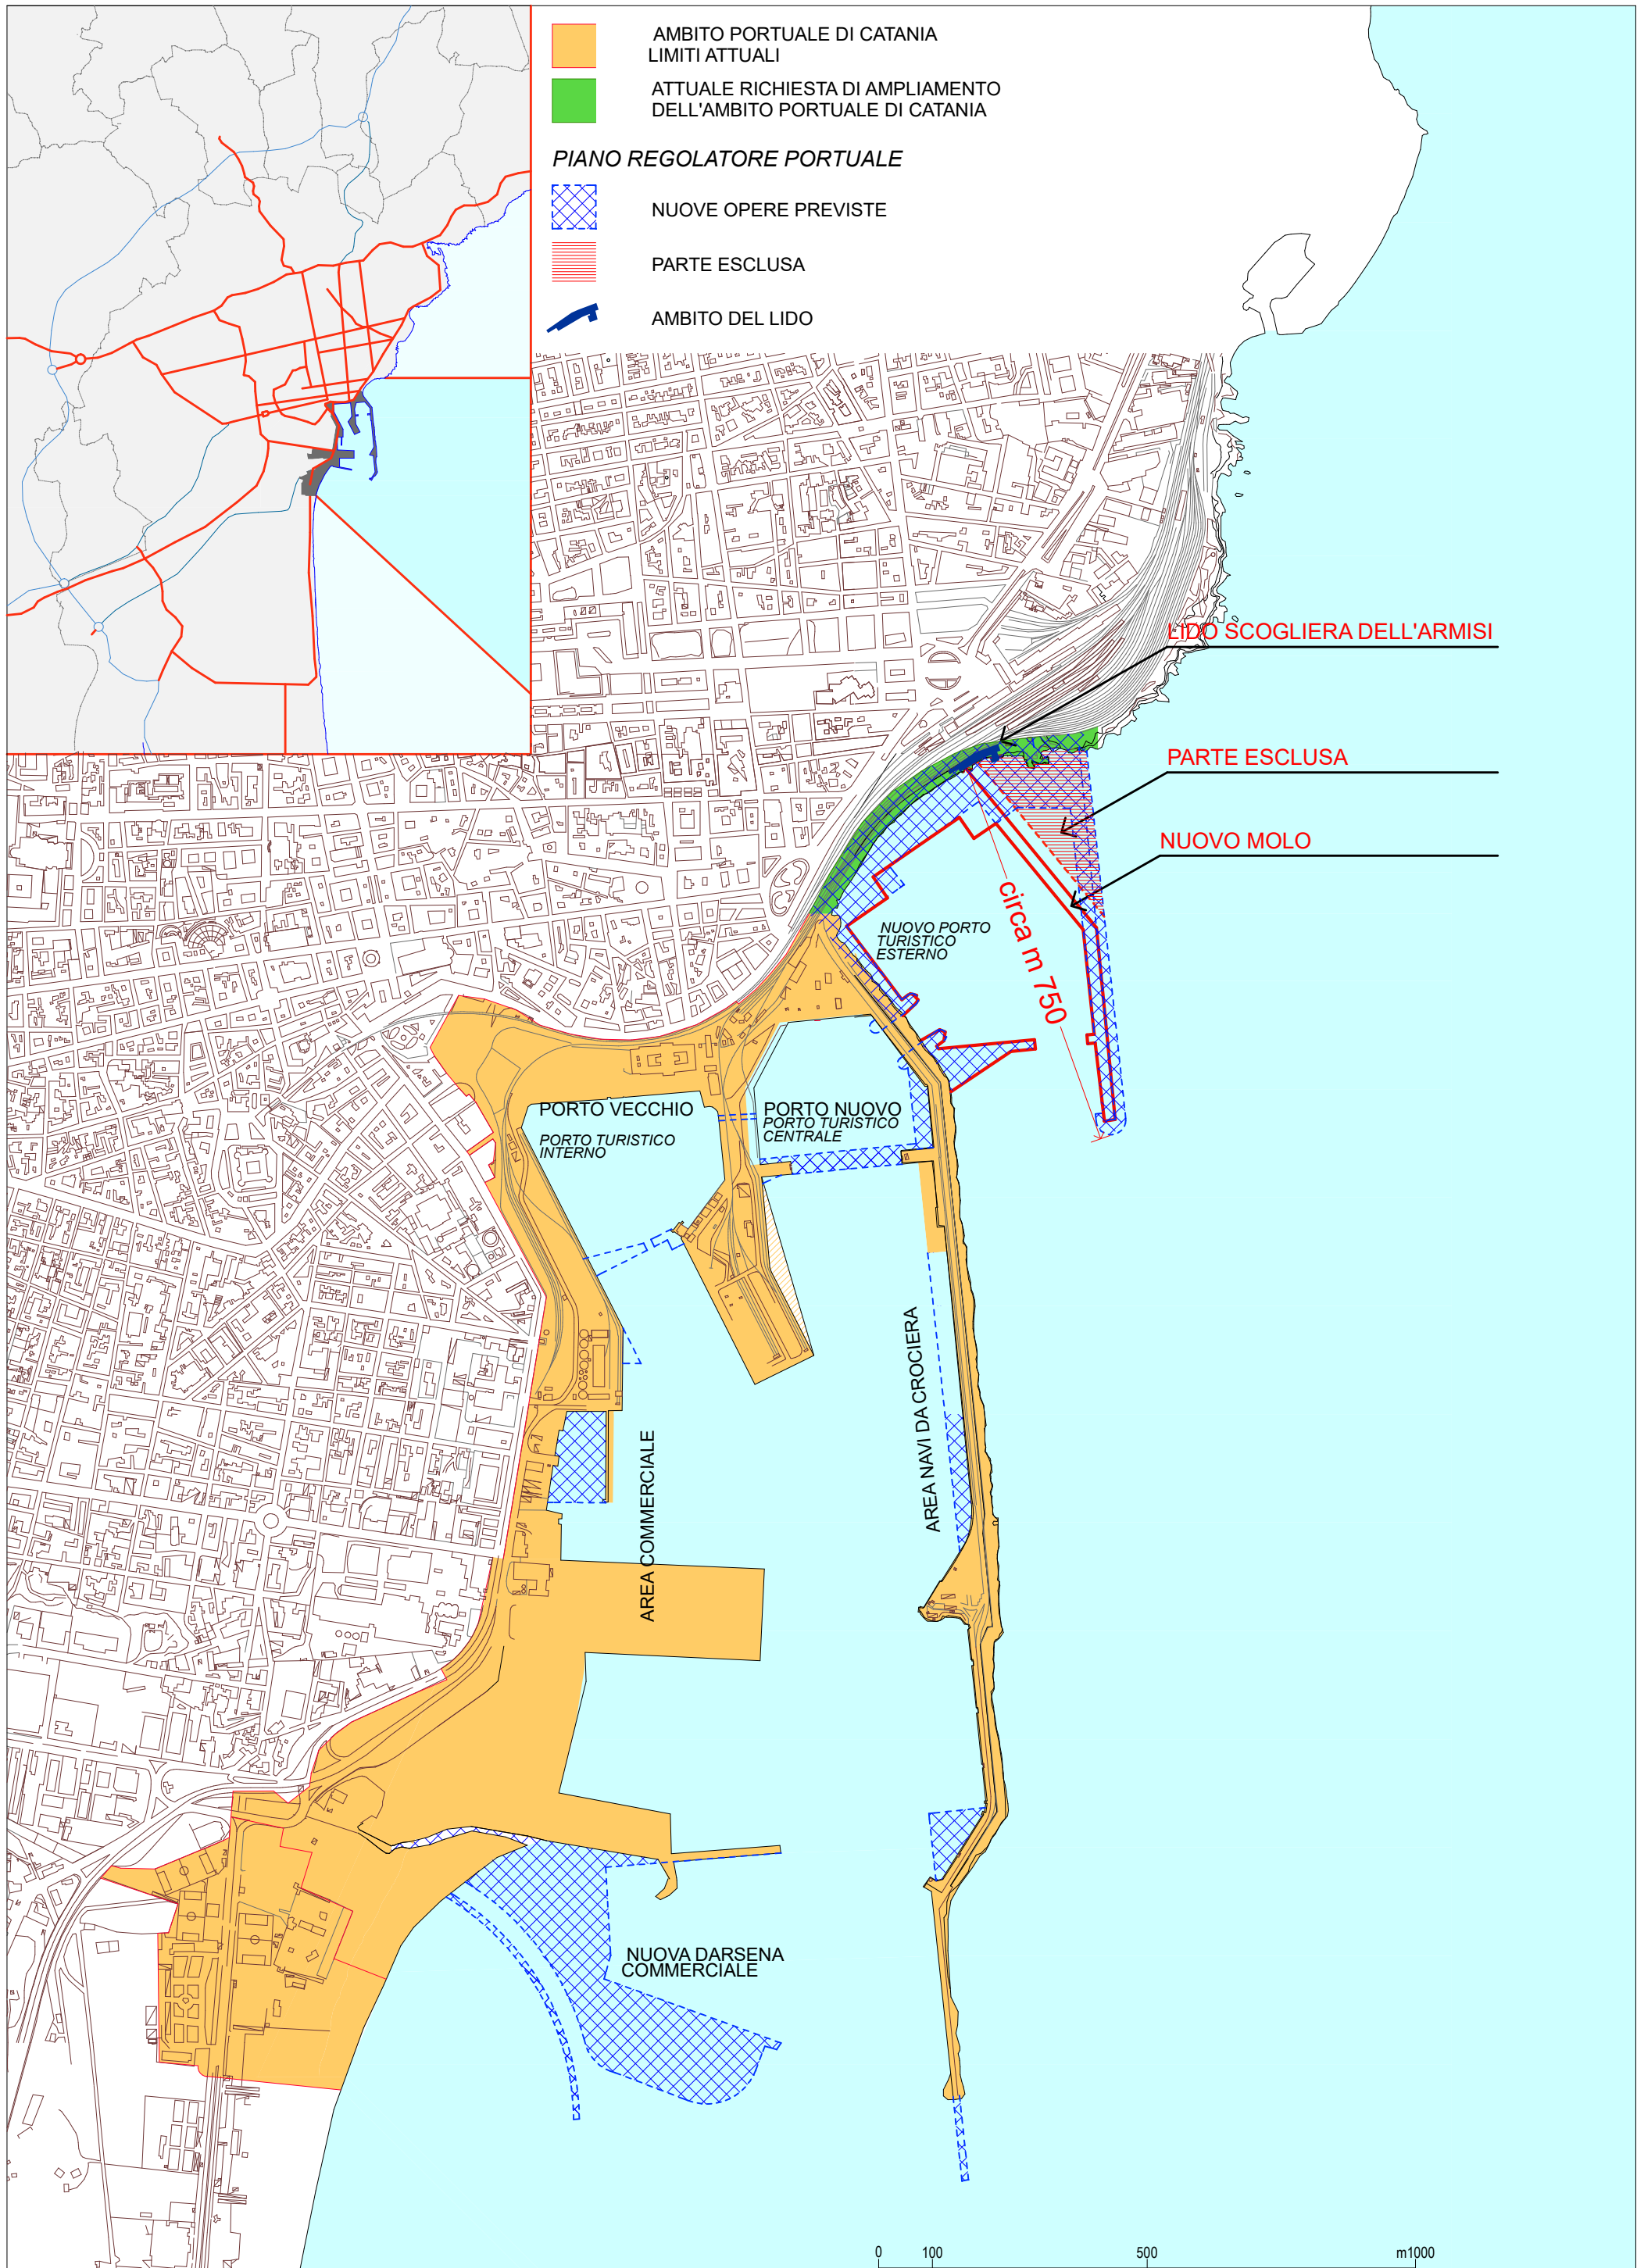 AMBITO PORTUALE DI CATANIA
LIMITI ATTUALI
ATTUALE RICHIESTA DI AMPLIAMENTO
DELL'AMBITO PORTUALE DI CATANIA
PIANO REGOLATORE PORTUALE
NUOVE OPERE PREVISTE
PARTE ESCLUSA
AMBITO DEL LIDO
LIDO SCOGLIERA DELL'ARMISI
PARTE ESCLUSA
NUOVO MOLO
circa m 750
NUOVO PORTO
TURISTICO
ESTERNO
PORTO VECCHIO
PORTO TURISTICO
INTERNO
PORTO NUOVO
PORTO TURISTICO
CENTRALE
AREA NAVI DA CROCIERA
AREA COMMERCIALE
NUOVA DARSENA
COMMERCIALE
0 100 500 m1000